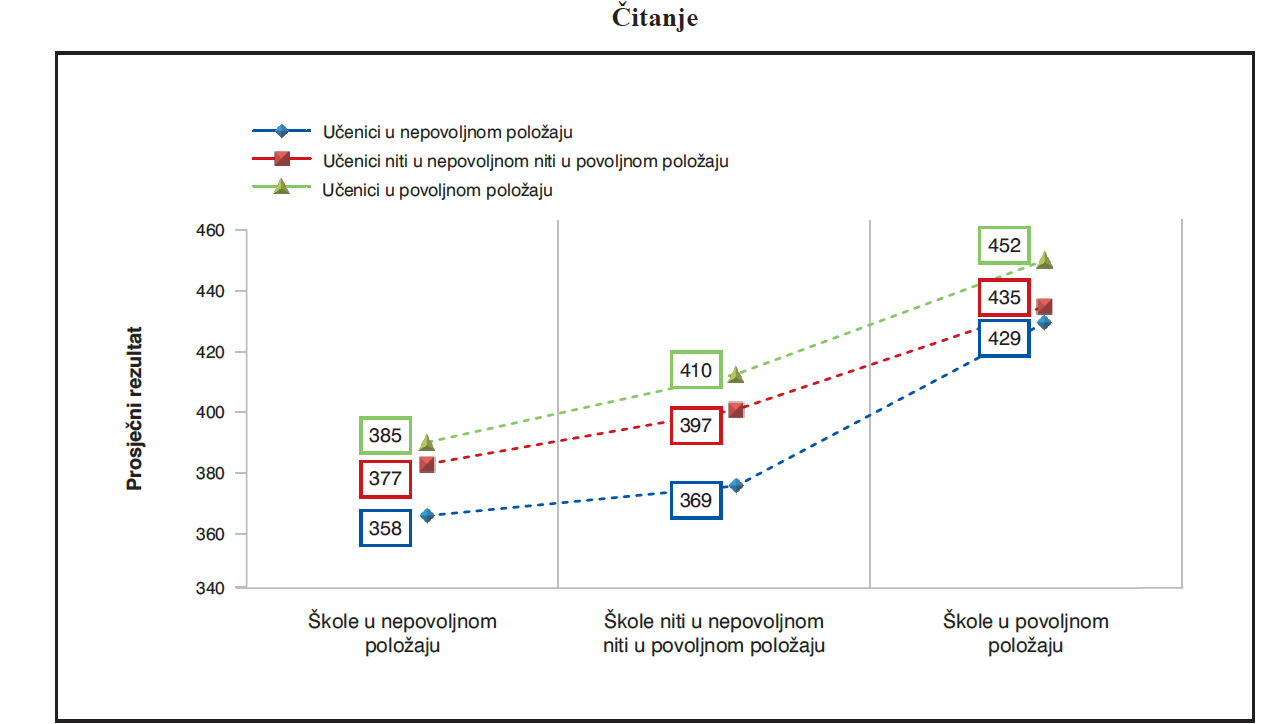 Čitanje
Učenici u nepovoljnom položaju
Učenici niti u nepovoljnom niti u povoljnom položaju
Učenici u povoljnom položaju
Prosječni rezultat
460
440
420
400
380
360
340
385
377
358
410
397
369
452
435
429
Škole u nepovoljnom
položaju
Škole niti u nepovoljnom
niti u povoljnom položaju
Škole u povoljnom
položaju